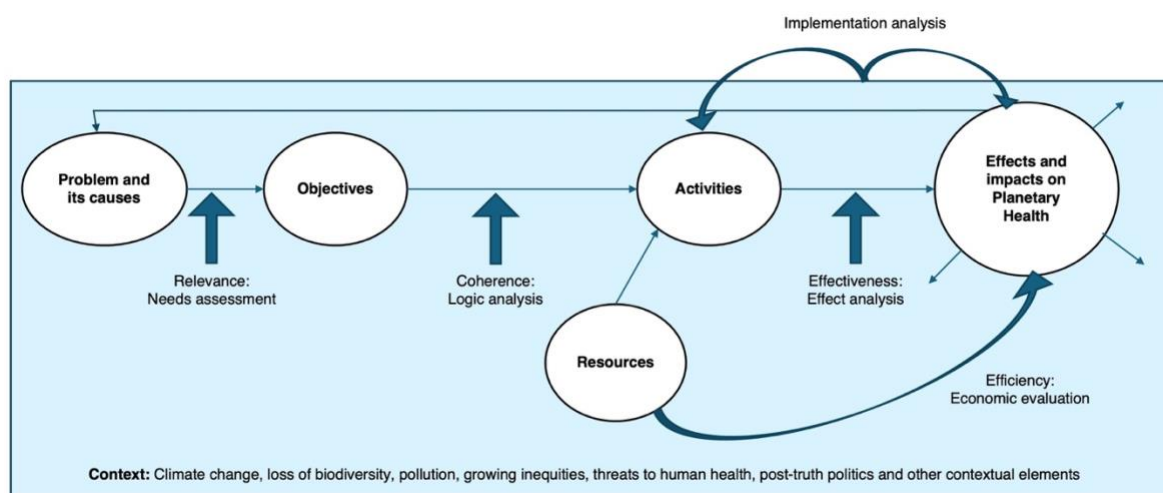 Implementation analysis
Problem and
its causes
Objectives
Activities
Effects and
impacts on
Planetary
Health
Relevance:
Needs assessment
Coherence:
Logic analysis
Effectiveness:
Effect analysis
Resources
Efficiency:
Economic evaluation
Context: Climate change, loss of biodiversity, pollution, growing inequities, threats to human health, post-truth politics and other contextual elements